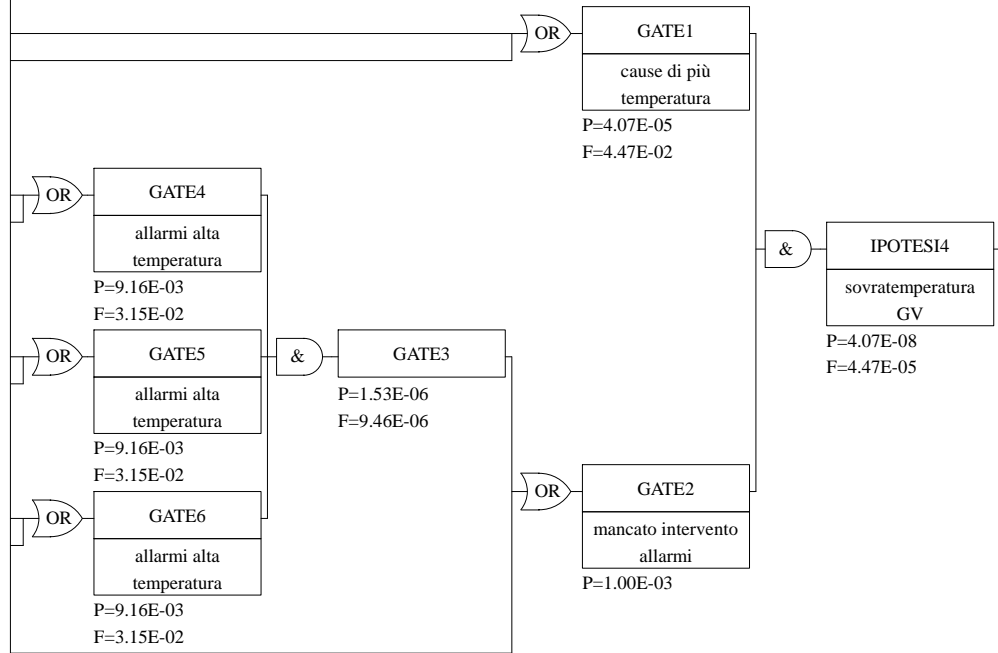 OR
GATE1
cause di più
temperatura
P=4.07E-05
F=4.47E-02
OR
GATE4
allarmi alta
temperatura
P=9.16E-03
F=3.15E-02
&
IPOTESI4
sovratemperatura
GV
P=4.07E-08
F=4.47E-05
OR
GATE5
allarmi alta
temperatura
P=9.16E-03
F=3.15E-02
&
GATE3
P=1.53E-06
F=9.46E-06
OR
GATE2
mancato intervento
allarmi
P=1.00E-03
OR
GATE6
allarmi alta
temperatura
P=9.16E-03
F=3.15E-02